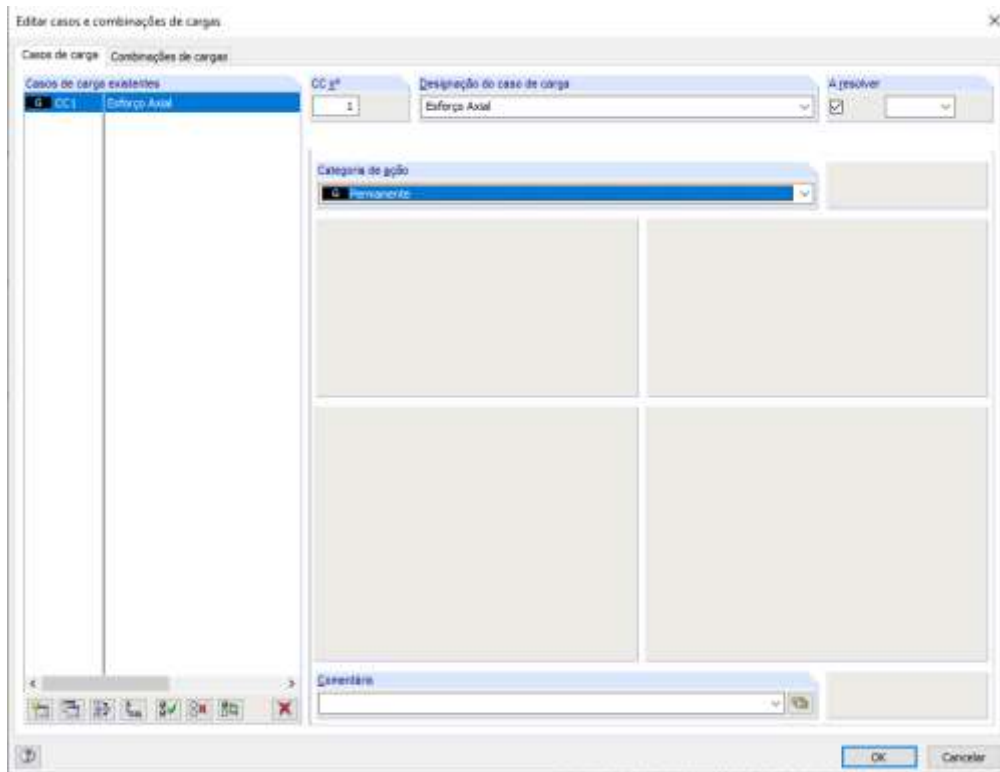 Editar casos e combinações de cargas
Casos de carga
Combinações de cargas
Casos de carga existentes
G CC1 Esforço Axial
CC nº
1
Designação do caso de carga
Esforço Axial
A resolver
Categoria de ação
G Permanente
Comentário
OK
Cancelar